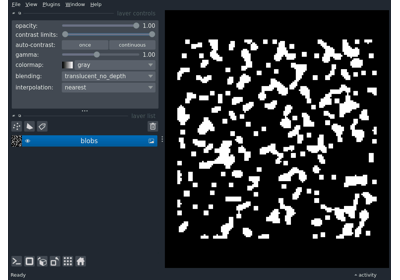 File View Plugins Window Help
layer controls
opacity: 1.00
contrast limits:
auto-contrast: once continuous
gamma: 1.00
colormap: gray
blending: translucent_no_depth
interpolation: nearest
layer list
blobs
Ready activity